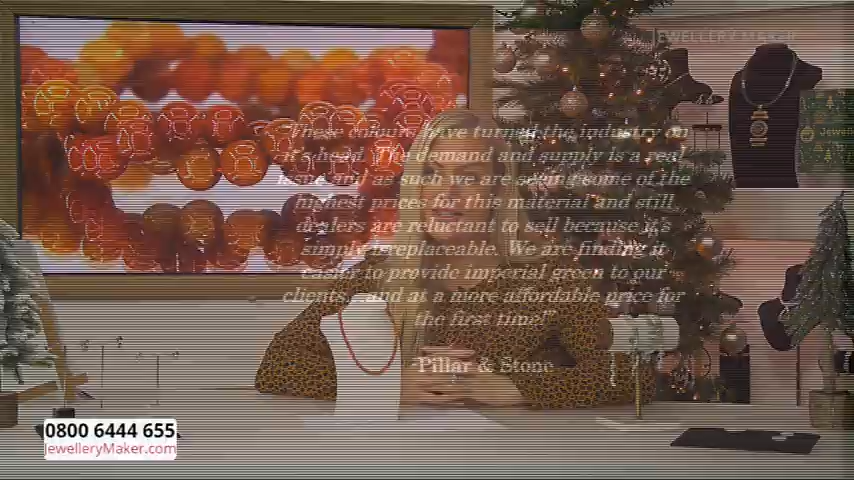 JEWELLERY MAKER
"These colours have turned the industry on
it's head. The demand and supply is a real
issue and as such we are seeing some of the
highest prices for this material and still
dealers are reluctant to sell because it's
simply irreplaceable. We are finding it
easier to provide imperial green to our
clients...and at a more affordable price for
the first time!"
-Pillar & Stone
Jewelle
0800 6444 655
JewelleryMaker.com